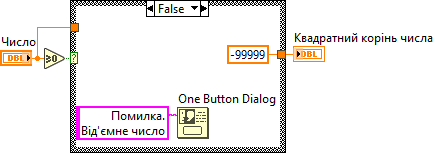 False
Число
DBL
≥0
?
-99999
Квадратний корінь числа
DBL
One Button Dialog
Помилка.
Від'ємне число